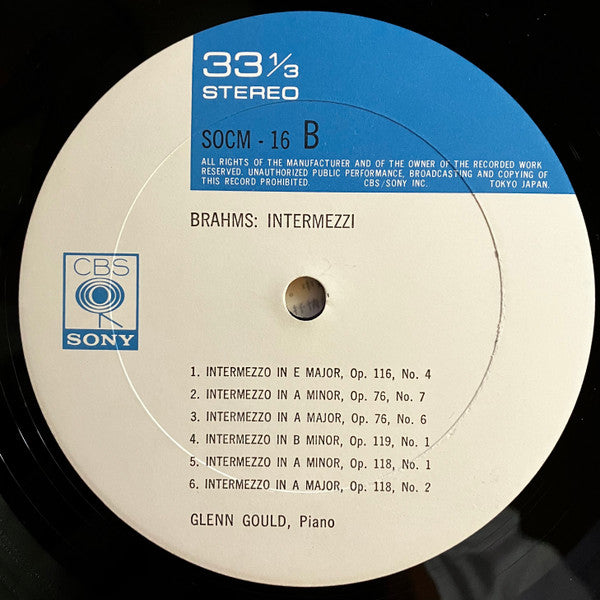 33 1/3
STEREO
SOCM - 16 B
ALL RIGHTS OF THE MANUFACTURER AND OF THE OWNER OF THE RECORDED WORK
RESERVED. UNAUTHORIZED PUBLIC PERFORMANCE, BROADCASTING AND COPYING OF
THIS RECORD PROHIBITED. CBS/SONY INC. TOKYO JAPAN.
BRAHMS: INTERMEZZI
CBS
SONY
1. INTERMEZZO IN E MAJOR, Op. 116, No. 4
2. INTERMEZZO IN A MINOR, Op. 76, No. 7
3. INTERMEZZO IN A MAJOR, Op. 76, No. 6
4. INTERMEZZO IN B MINOR, Op. 119, No. 1
5. INTERMEZZO IN A MINOR, Op. 118, No. 1
6. INTERMEZZO IN A MAJOR, Op. 118, No. 2
GLENN GOULD, Piano